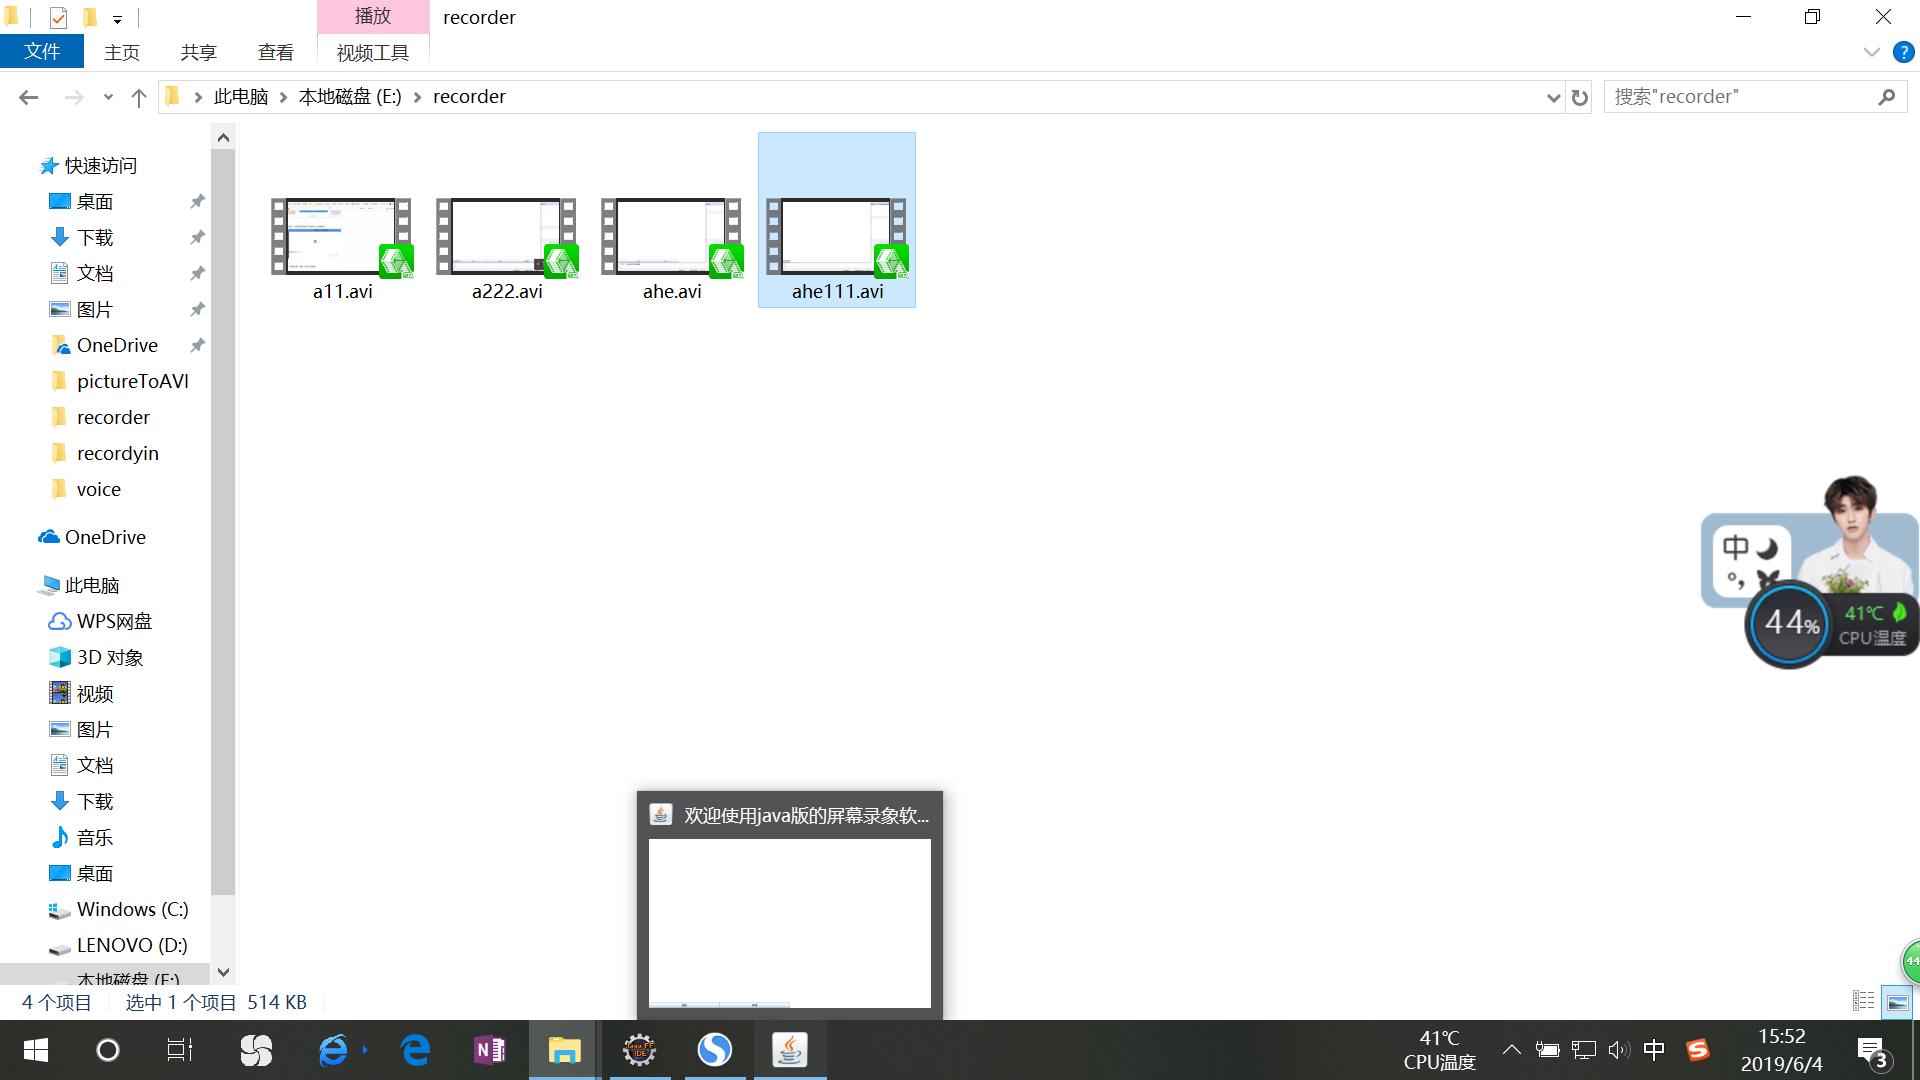 播放
recorder
文件
主页
共享
查看
视频工具
此电脑
本地磁盘 (E:)
recorder
搜索"recorder"
快速访问
桌面
下载
文档
图片
OneDrive
pictureToAVI
recorder
recordyin
voice
OneDrive
此电脑
WPS网盘
3D 对象
视频
图片
文档
下载
音乐
桌面
Windows (C:)
LENOVO (D:)
本地磁盘 (E:)
a11.avi
a222.avi
ahe.avi
ahe111.avi
中
44%
41℃
CPU温度
44
欢迎使用java版的屏幕录象软...
4 个项目
选中 1 个项目 514 KB
41℃
CPU温度
中
15:52
2019/6/4
3